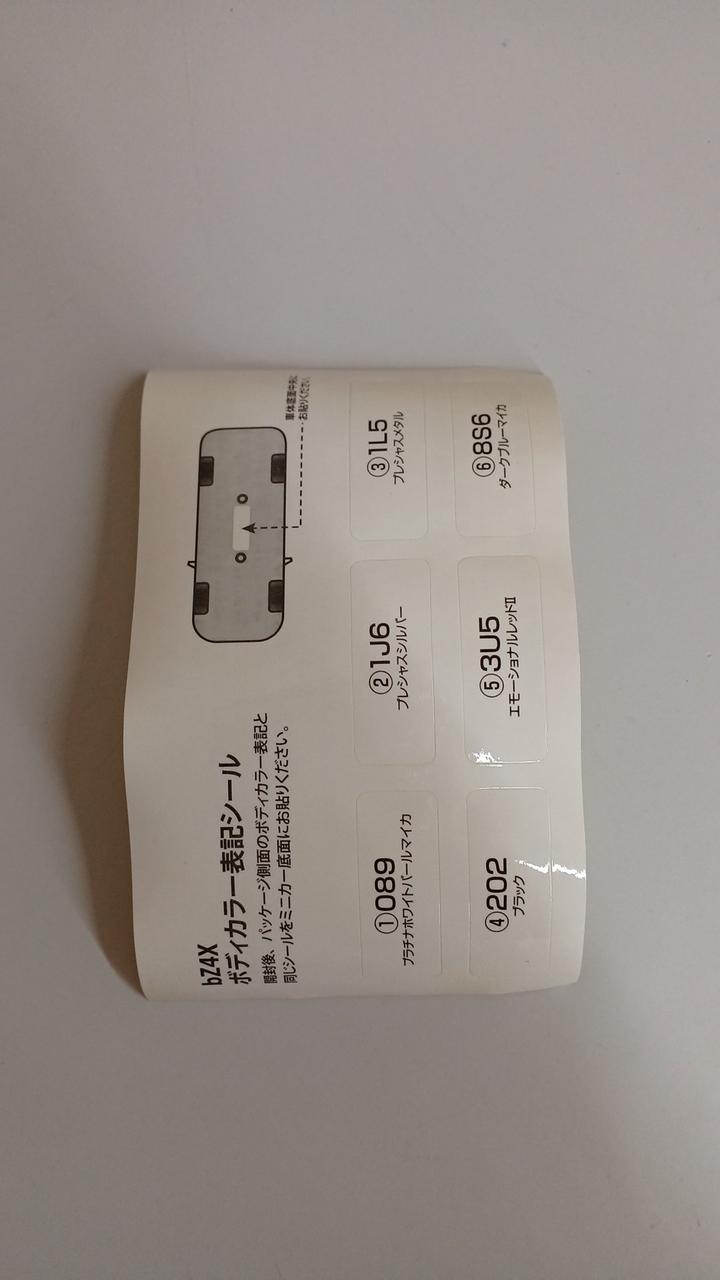 bZ4X
ボディカラー表記シール
開封後、パッケージ側面のボディカラー表記と
同じシールをミニカー底面にお貼りください。
車体底面中央に
お貼りください。
①089
プラチナホワイトパールマイカ
②1J6
プレシャスシルバー
③1L5
プレシャスメタル
④202
ブラック
⑤3U5
エモーショナルレッドⅡ
⑥8S6
ダークブルーマイカ